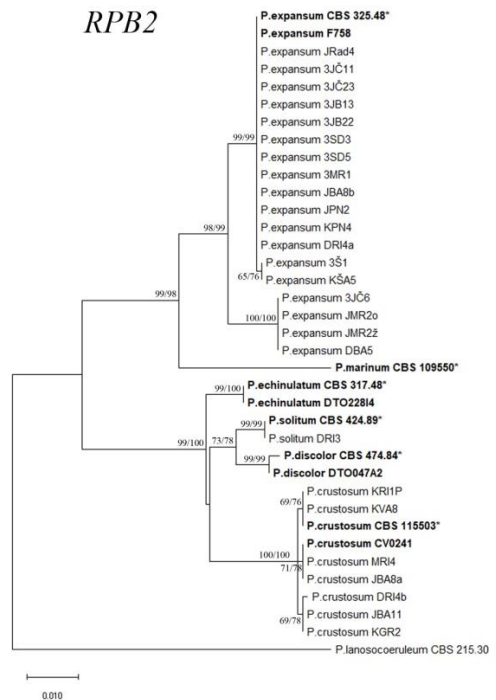 RPB2
P.expansum CBS 325.48*
P.expansum F758
P.expansum JRad4
P.expansum 3JČ11
P.expansum 3JČ23
P.expansum 3JB13
P.expansum 3JB22
99/99
P.expansum 3SD3
P.expansum 3SD5
P.expansum 3MR1
P.expansum JBA8b
P.expansum JPN2
98/99
P.expansum KPN4
P.expansum DRI4a
P.expansum 3Š1
65/76
P.expansum KŠA5
99/98
P.expansum 3JČ6
100/100
P.expansum JMR2o
P.expansum JMR2ž
P.expansum DBA5
P.marinum CBS 109550*
99/100
P.echinulatum CBS 317.48*
P.echinulatum DTO228I4
99/99
P.solitum CBS 424.89*
99/100
73/78
P.solitum DRI3
99/99
P.discolor CBS 474.84*
P.discolor DTO047A2
P.crustosum KRI1P
69/76
P.crustosum KVA8
P.crustosum CBS 115503*
P.crustosum CV0241
100/100
71/78
P.crustosum MRI4
P.crustosum JBA8a
P.crustosum DRI4b
P.crustosum JBA11
69/78
P.crustosum KGR2
P.lanosocoeruleum CBS 215.30
0.010